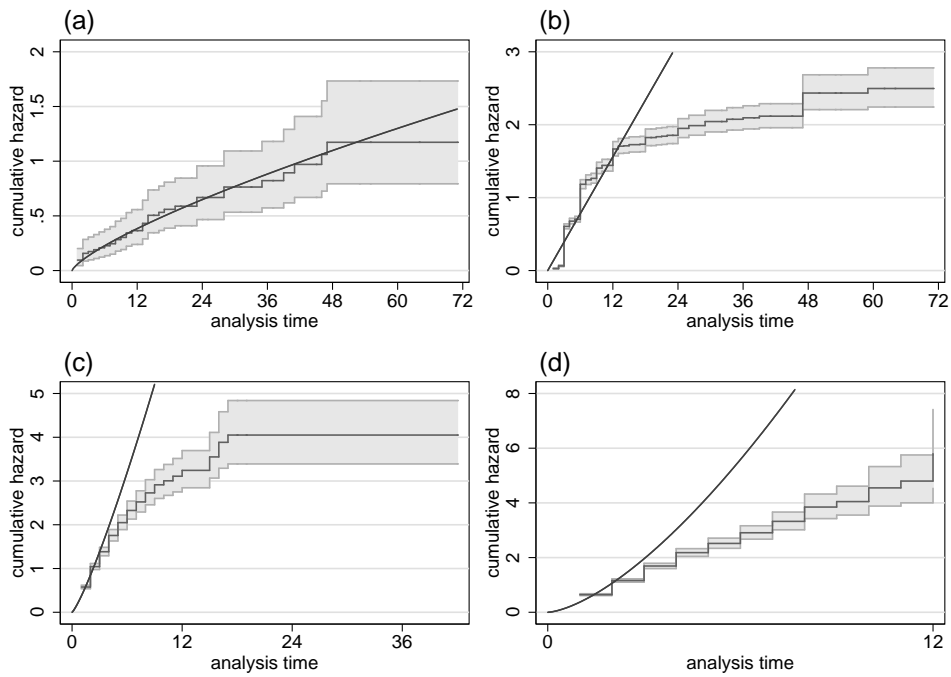 (a)
cumulative hazard
0 .5 1 1.5 2
0 12 24 36 48 60 72
analysis time
(b)
cumulative hazard
0 1 2 3
0 12 24 36 48 60 72
analysis time
(c)
cumulative hazard
0 1 2 3 4 5
0 12 24 36
analysis time
(d)
cumulative hazard
0 2 4 6 8
0 12
analysis time